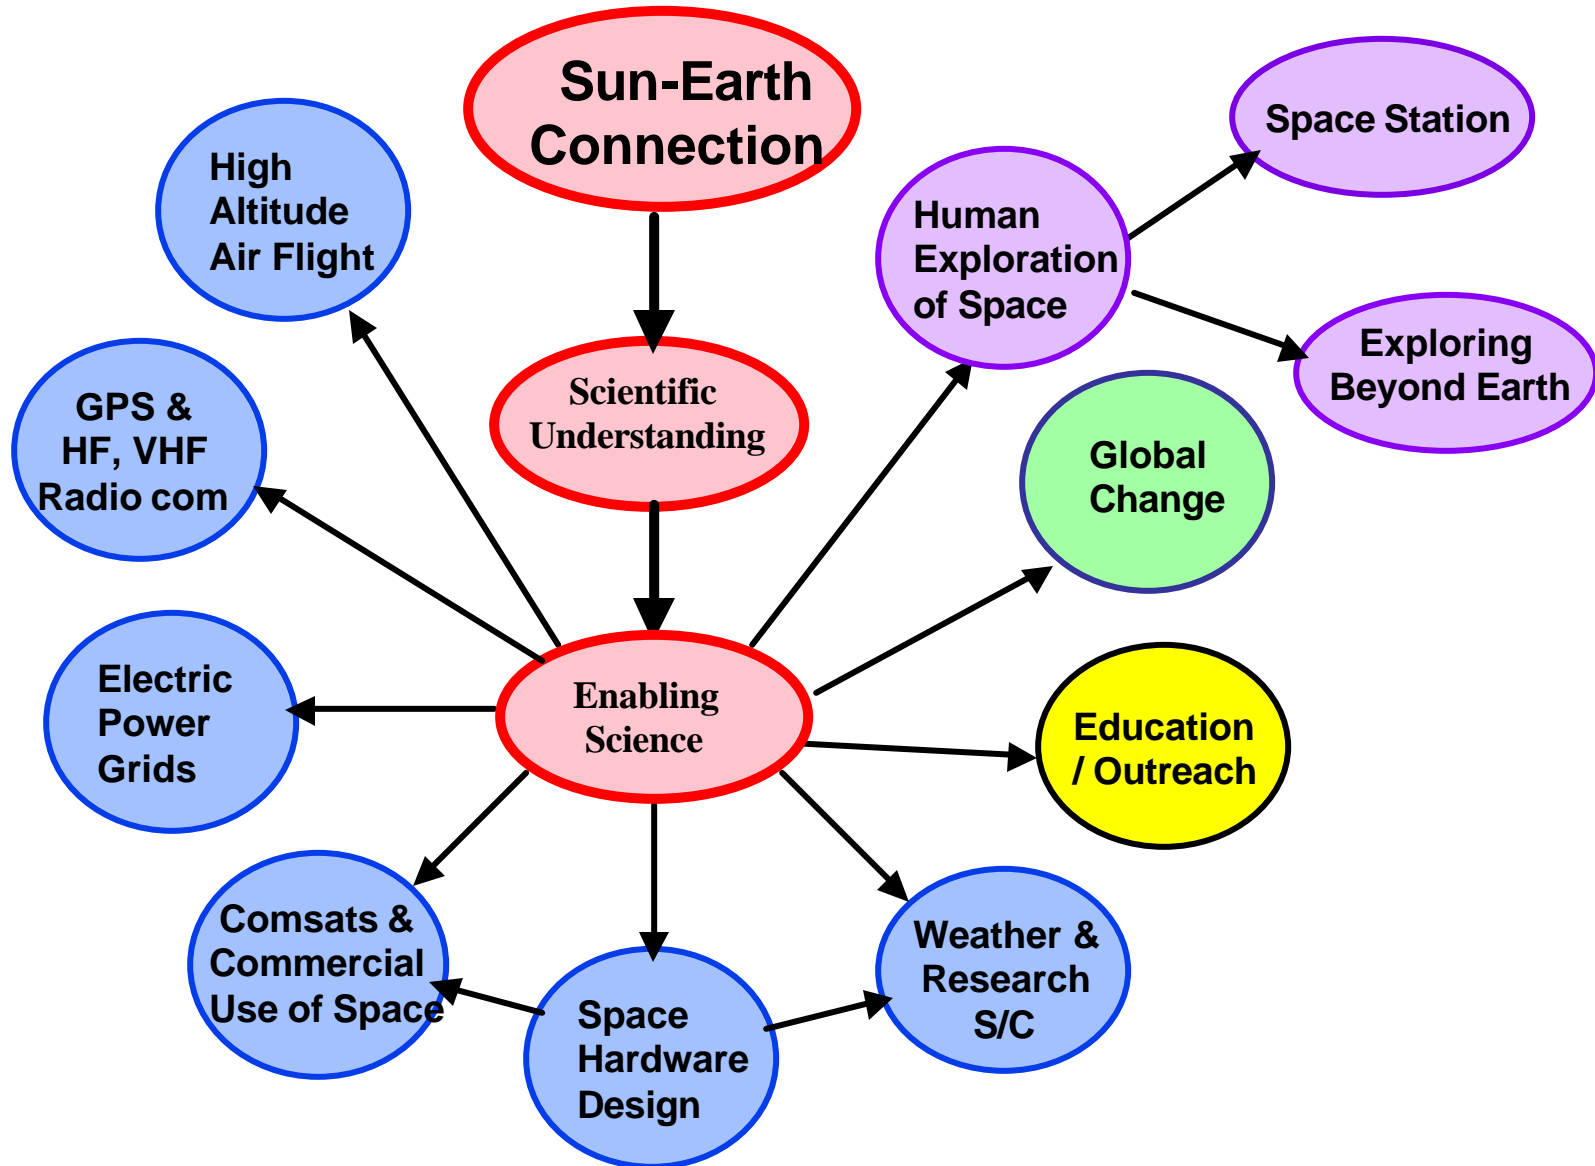 Sun-Earth
Connection
High
Altitude
Air Flight
Space Station
Human
Exploration
of Space
Exploring
Beyond Earth
Scientific
Understanding
GPS &
HF, VHF
Radio com
Global
Change
Electric
Power
Grids
Enabling
Science
Education
/ Outreach
Comsats &
Commercial
Use of Space
Space
Hardware
Design
Weather &
Research
S/C